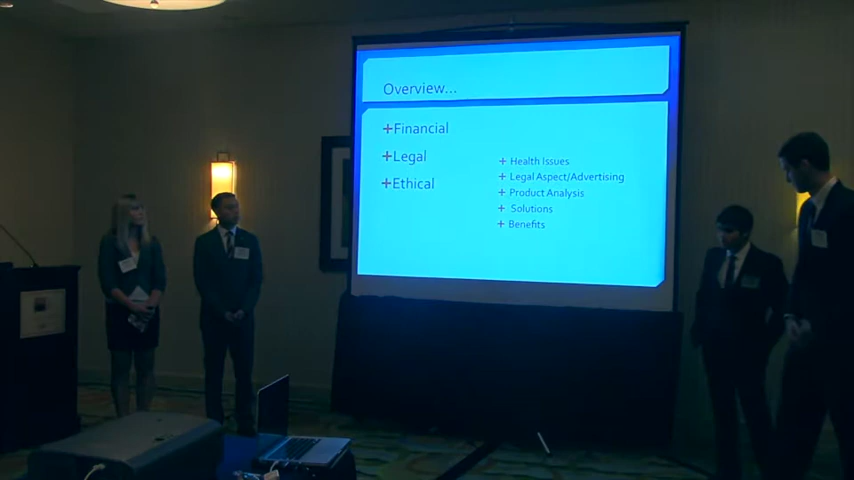 Overview...
+Financial
+Legal
+Ethical
+ Health Issues
+ Legal Aspect/Advertising
+ Product Analysis
+ Solutions
+ Benefits